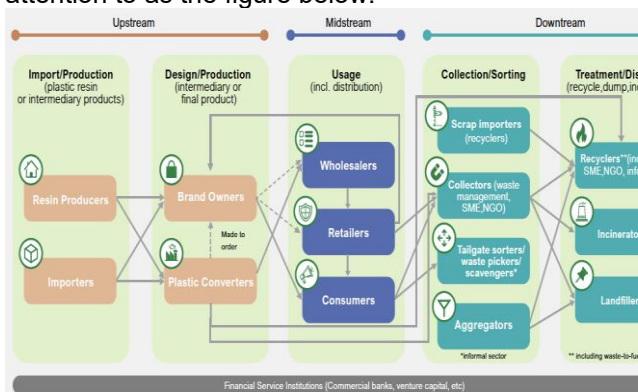 attention to as the figure below.
Upstream
Midstream
Downstream
Import/Production
(plastic resin
or intermediary products)
Design/Production
(intermediary or
final product)
Usage
(incl. distribution)
Collection/Sorting
Resin Producers
Importers
Brand Owners
Made to
order
Plastic Converters
Wholesalers
Retailers
Consumers
Scrap importers
(recyclers)
Collectors (waste
management,
SME,NGO)
Tailgate sorters/
waste pickers/
scavengers*
Aggregators
*informal sector
Treatment/Dis
(recycle,dump,inc
Recyclers**(inc
SME,NGO, info
Incinerato
Landfille
** including waste-to-fue
Financial Service Institutions (Commercial banks, venture capital, etc)